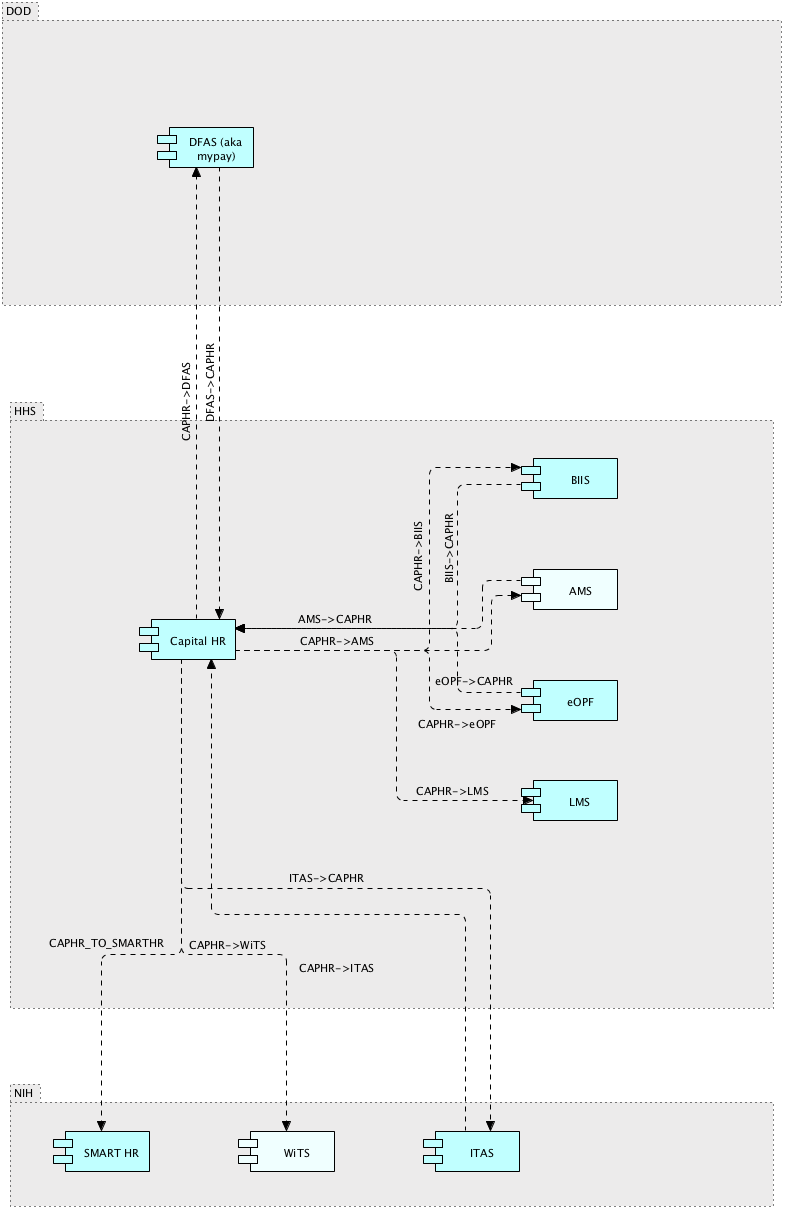 DOD
DFAS (aka
mypay)
CAPHR->DFAS
DFAS->CAPHR
HHS
BIIS
CAPHR->BIIS
BIIS->CAPHR
AMS
AMS->CAPHR
Capital HR
CAPHR->AMS
eOPF->CAPHR
eOPF
CAPHR->eOPF
CAPHR->LMS
LMS
ITAS->CAPHR
CAPHR_TO_SMARTHR
CAPHR->WiTS
CAPHR->ITAS
NIH
SMART HR
WiTS
ITAS